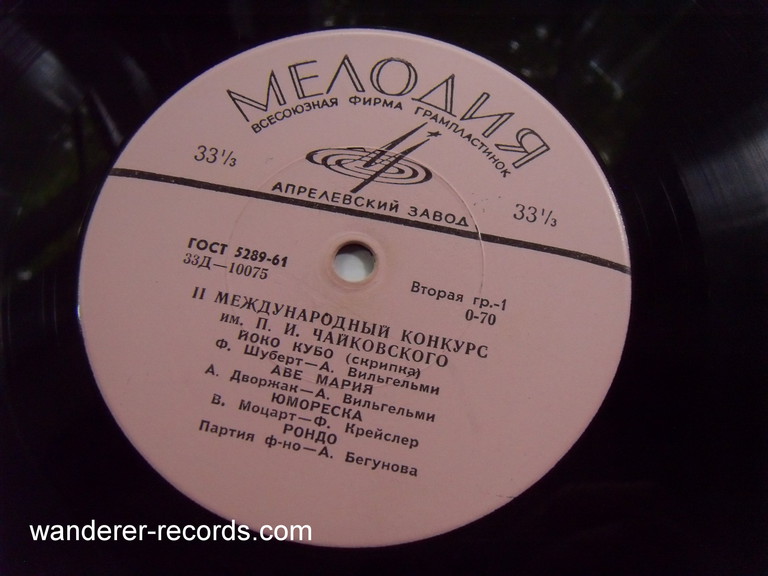 МЕЛОДИЯ
ВСЕСОЮЗНАЯ ФИРМА ГРАМПЛАСТИНОК
33⅓
АПРЕЛЕВСКИЙ ЗАВОД
33⅓
ГОСТ 5289-61
33Д—10075
Вторая гр.-1
0-70
II МЕЖДУНАРОДНЫЙ КОНКУРС
им. П. И. ЧАЙКОВСКОГО
ЙОКО КУБО (скрипка)
Ф. Шуберт—А. Вильгельми
АВЕ МАРИЯ
А. Дворжак—А. Вильгельми
ЮМОРЕСКА
В. Моцарт—Ф. Крейслер
РОНДО
Партия ф-но—А. Бегунова
wanderer-records.com